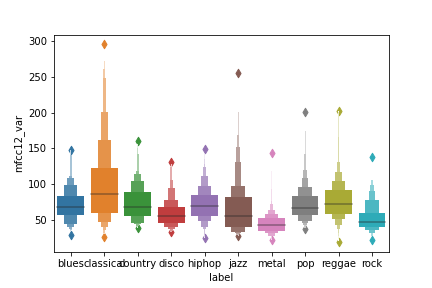 300
250
200
150
100
50
mfcc12_var
blues classical country disco hiphop jazz metal pop reggae rock
label